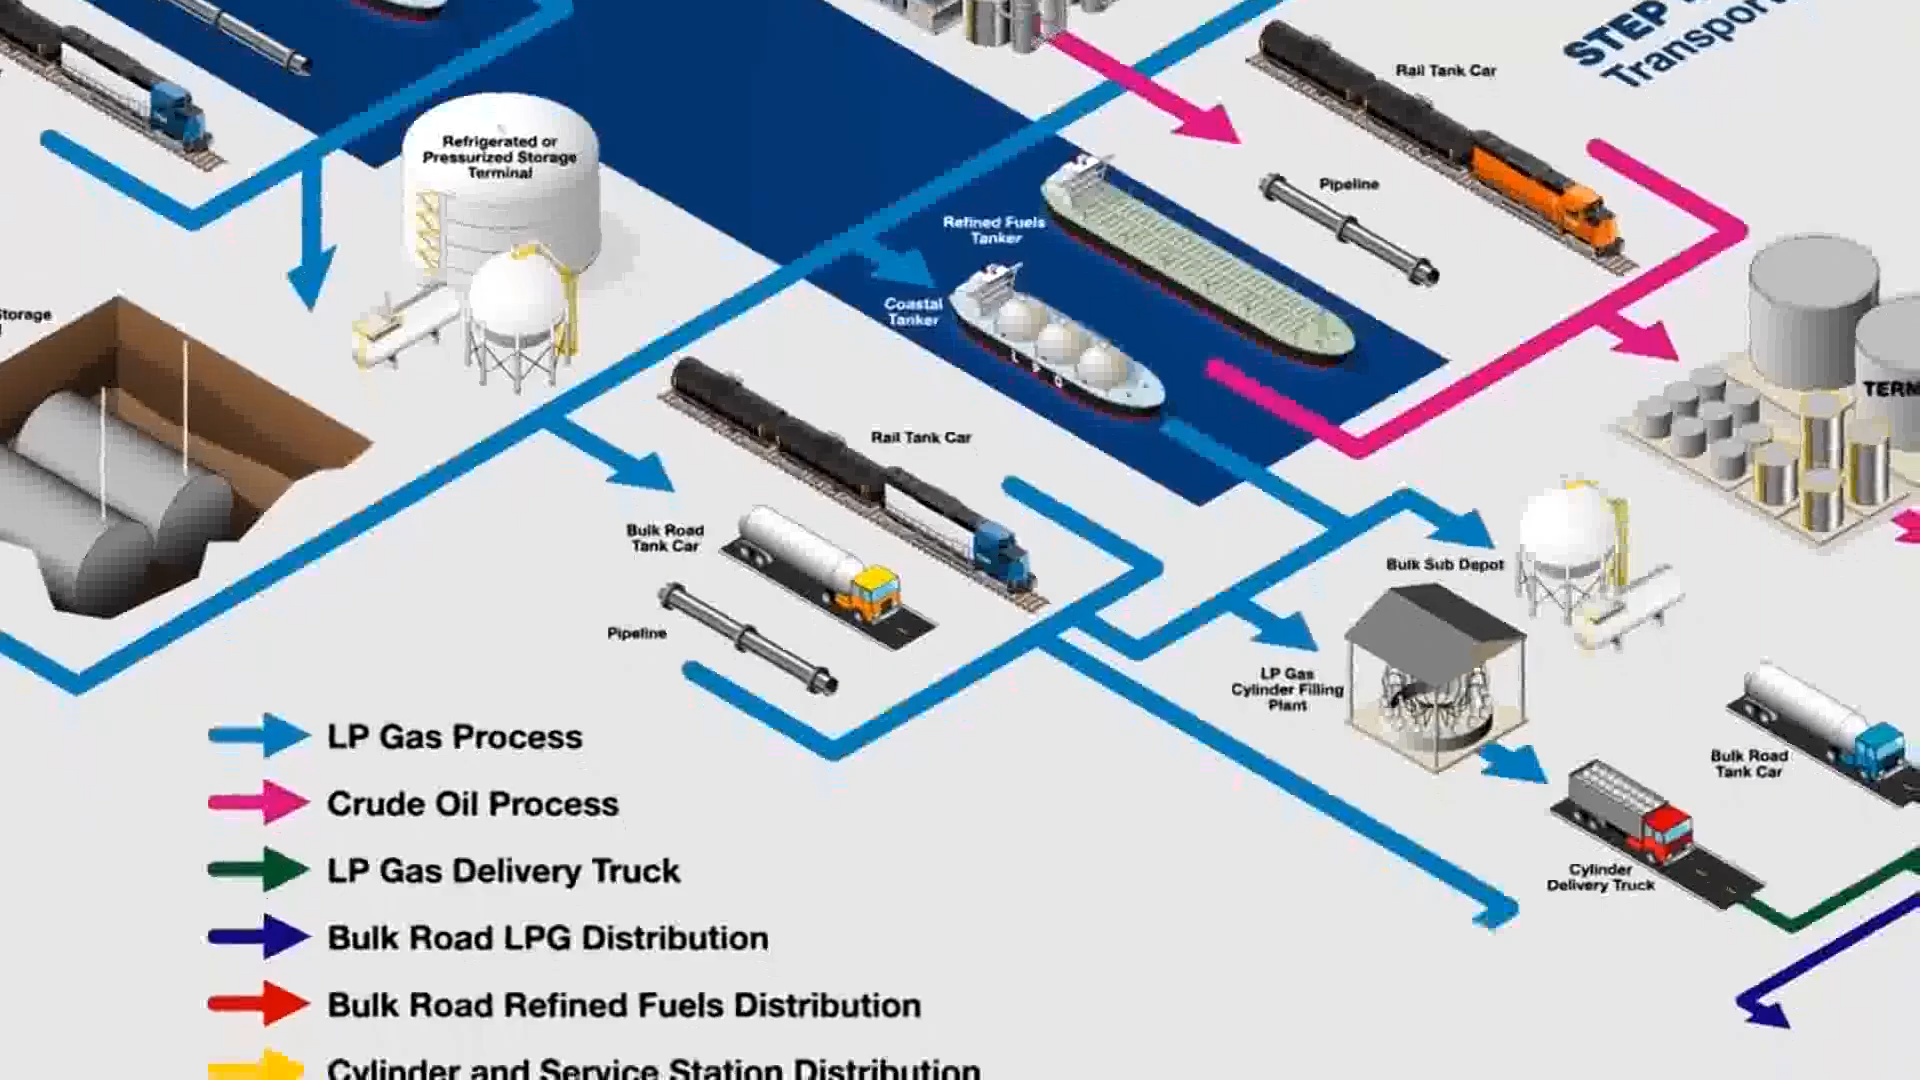 STEP
Transport
Rail Tank Car
Refrigerated or
Pressurized Storage
Terminal
Pipeline
Refined Fuels
Tanker
Coastal
Tanker
Storage
TERM
Rail Tank Car
Bulk Road
Tank Car
Bulk Sub Depot
Pipeline
LP Gas
Cylinder Filling
Plant
LP Gas Process
Bulk Road
Tank Car
Crude Oil Process
LP Gas Delivery Truck
Cylinder
Delivery Truck
Bulk Road LPG Distribution
Bulk Road Refined Fuels Distribution
Cylinder and Service Station Distribution
L P G